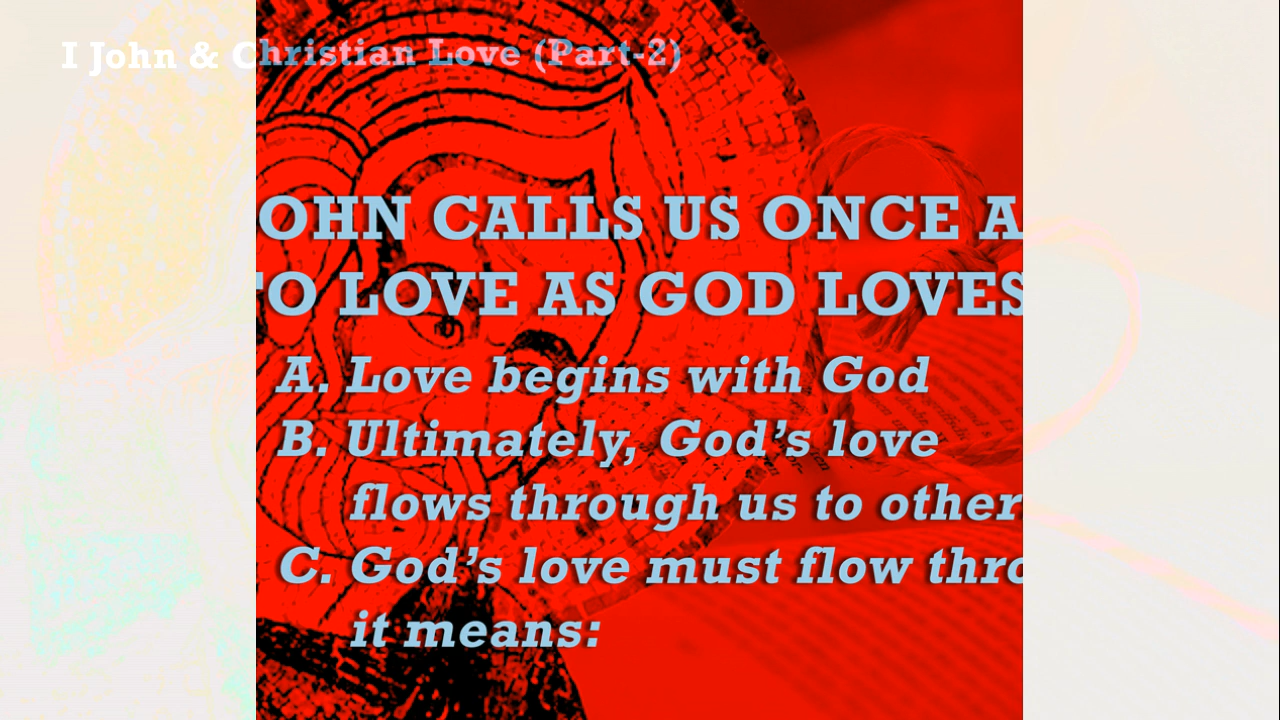 I John & Christian Love (Part-2)
OHN CALLS US ONCE A
O LOVE AS GOD LOVES
A. Love begins with God
B. Ultimately, God's love
flows through us to other
C. God's love must flow thro
it means: